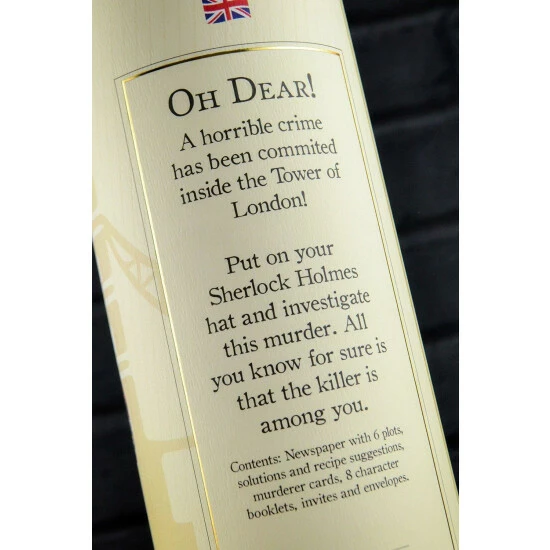 OH DEAR!
A horrible crime
has been commited
inside the Tower of
London!
Put on your
Sherlock Holmes
hat and investigate
this murder. All
you know for sure is
that the killer is
among you.
Contents: Newspaper with 6 plots,
solutions and recipe suggestions,
murderer cards, 8 character
booklets, invites and envelopes.